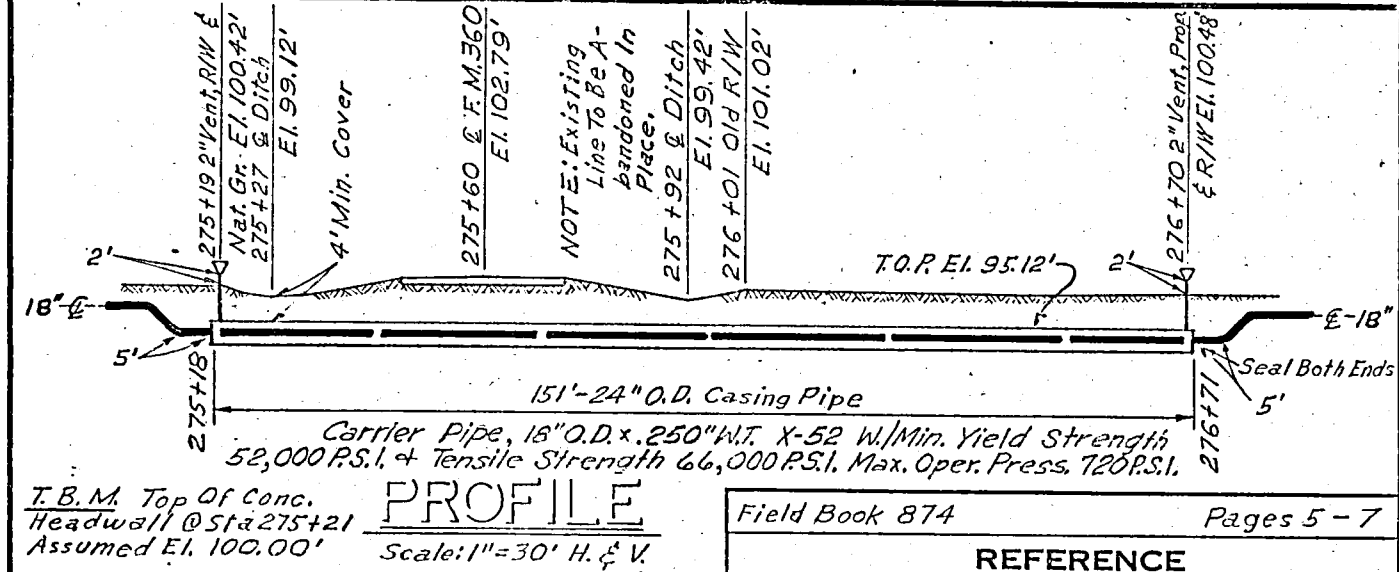 275+19 2" Vent, R/W &
Nat. Gr. El. 100.42'
275+27 ℄ Ditch
El. 99.12'
4' Min. Cover
275+60 ℄ F.M. 360
El. 102.79'
NOTE: Existing
Line To Be A-
bandoned In
Place.
275+92 ℄ Ditch
El. 99.42'
276+01 Old R/W
El. 101.02'
276+70 2" Vent, Prop.
& R/W El. 100.48'
2'
T.O.P. El. 95.12'
2'
18" ℄
℄-18"
5'
275+18
Seal Both Ends
5'
276+71
151'-24" O.D. Casing Pipe
Carrier Pipe, 18" O.D. x .250" W.T. X-52 W/Min. Yield Strength
52,000 P.S.I. & Tensile Strength 66,000 P.S.I. Max. Oper. Press. 720 P.S.I.
T.B.M. Top Of Conc.
Headwall @ Sta 275+21
Assumed El. 100.00'
PROFILE
Scale: 1"=30' H. & V.
Field Book 874 Pages 5-7
REFERENCE